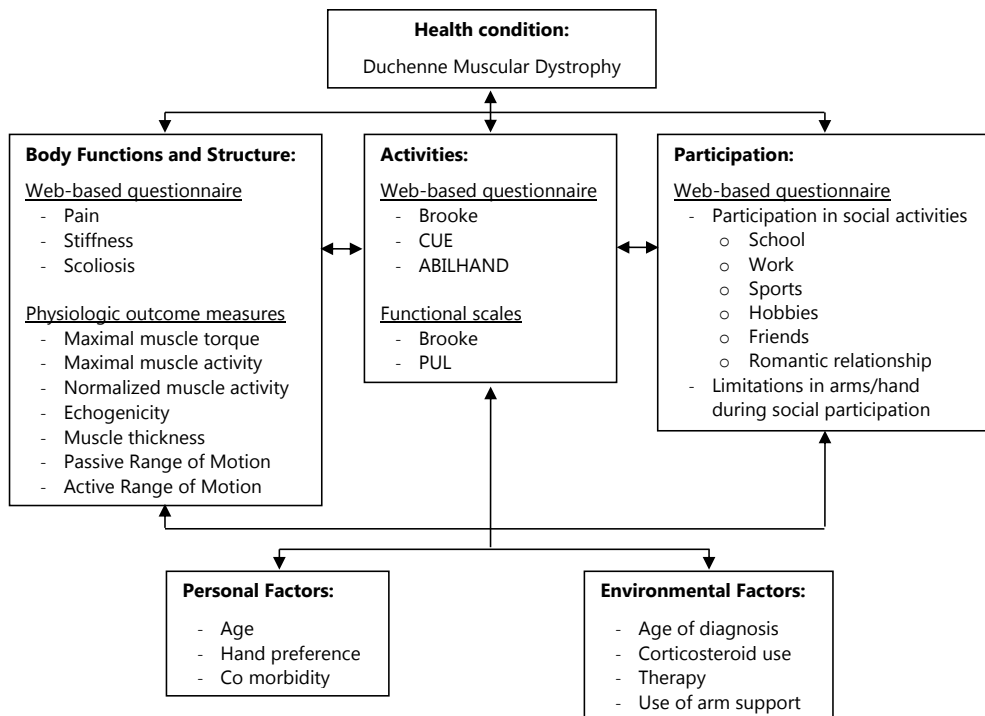 Health condition:
Duchenne Muscular Dystrophy
Body Functions and Structure:
Web-based questionnaire
- Pain
- Stiffness
- Scoliosis
Physiologic outcome measures
- Maximal muscle torque
- Maximal muscle activity
- Normalized muscle activity
- Echogenicity
- Muscle thickness
- Passive Range of Motion
- Active Range of Motion
Activities:
Web-based questionnaire
- Brooke
- CUE
- ABILHAND
Functional scales
- Brooke
- PUL
Participation:
Web-based questionnaire
- Participation in social activities
o School
o Work
o Sports
o Hobbies
o Friends
o Romantic relationship
- Limitations in arms/hand
during social participation
Personal Factors:
- Age
- Hand preference
- Co morbidity
Environmental Factors:
- Age of diagnosis
- Corticosteroid use
- Therapy
- Use of arm support